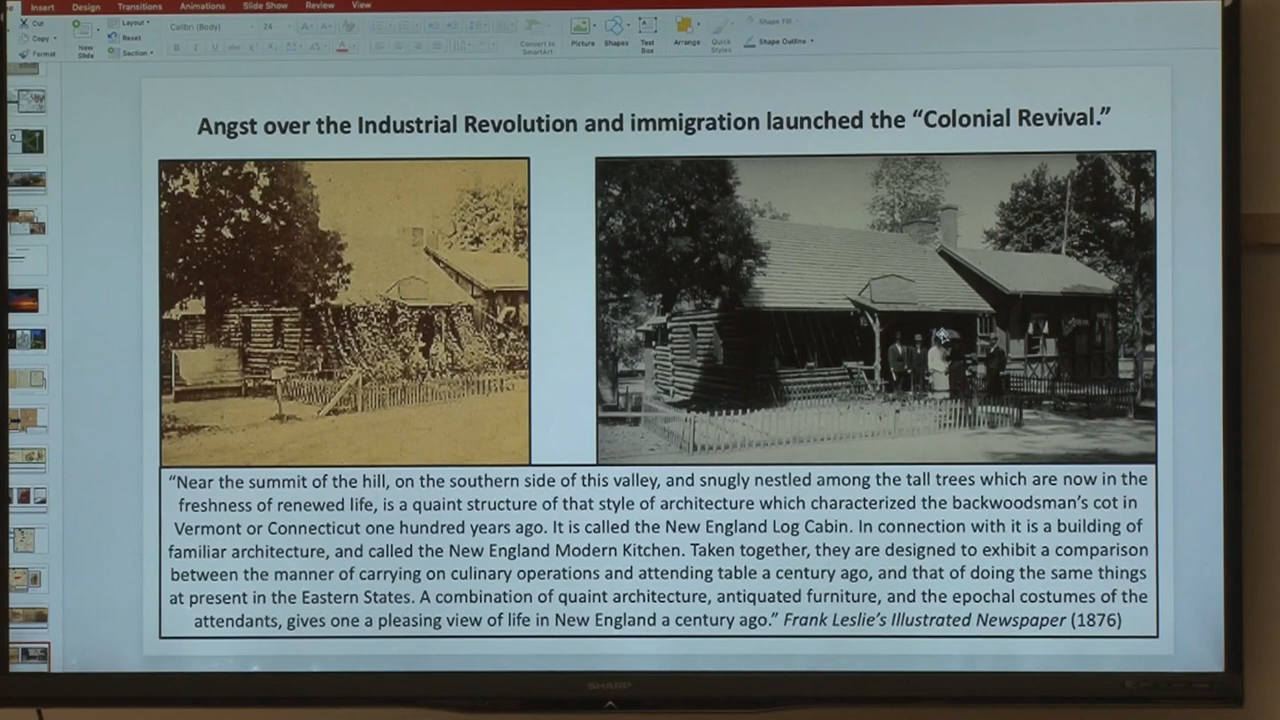 Insert Design Transitions Animations Slide Show Review View
Cut
Copy
Format
New
Slide
Layout
Reset
Section
Calibri (Body) 24
B I U abc
Convert to
SmartArt
Picture Shapes Text
Box
Arrange Quick
Styles
Shape Fill
Shape Outline
Angst over the Industrial Revolution and immigration launched the “Colonial Revival.”
“Near the summit of the hill, on the southern side of this valley, and snugly nestled among the tall trees which are now in the
freshness of renewed life, is a quaint structure of that style of architecture which characterized the backwoodsman’s cot in
Vermont or Connecticut one hundred years ago. It is called the New England Log Cabin. In connection with it is a building of
familiar architecture, and called the New England Modern Kitchen. Taken together, they are designed to exhibit a comparison
between the manner of carrying on culinary operations and attending table a century ago, and that of doing the same things
at present in the Eastern States. A combination of quaint architecture, antiquated furniture, and the epochal costumes of the
attendants, gives one a pleasing view of life in New England a century ago.” Frank Leslie’s Illustrated Newspaper (1876)
SHARP